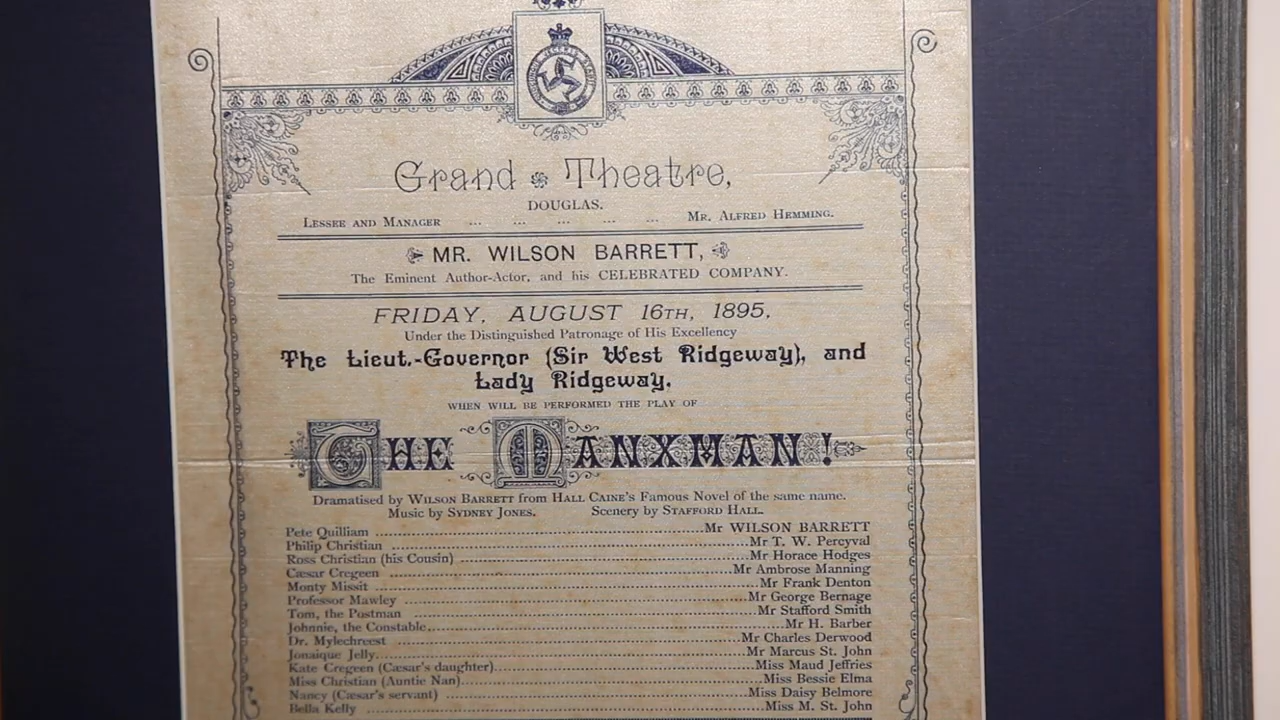 Grand Theatre,
DOUGLAS.
LESSEE AND MANAGER ... ... ... ... ... MR. ALFRED HEMMING.
MR. WILSON BARRETT,
The Eminent Author-Actor, and his CELEBRATED COMPANY.
FRIDAY, AUGUST 16TH, 1895,
Under the Distinguished Patronage of His Excellency
The Lieut.-Governor (Sir West Ridgeway), and
Lady Ridgeway.
WHEN WILL BE PERFORMED THE PLAY OF
THE MANXMAN!
Dramatised by WILSON BARRETT from HALL CAINE'S Famous Novel of the same name.
Music by SYDNEY JONES. Scenery by STAFFORD HALL.
Pete Quilliam ........ Mr WILSON BARRETT
Philip Christian ........ Mr T. W. Percyval
Ross Christian (his Cousin) ........ Mr Horace Hodges
Cæsar Cregeen ........ Mr Ambrose Manning
Monty Missit ........ Mr Frank Denton
Professor Mawley ........ Mr George Bernage
Tom, the Postman ........ Mr Stafford Smith
Johnnie, the Constable ........ Mr H. Barber
Dr. Mylechreest ........ Mr Charles Derwood
Jonaique Jelly ........ Mr Marcus St. John
Kate Cregeen (Cæsar's daughter) ........ Miss Maud Jeffries
Miss Christian (Auntie Nan) ........ Miss Bessie Elma
Nancy (Cæsar's servant) ........ Miss Daisy Belmore
Bella Kelly ........ Miss M. St. John